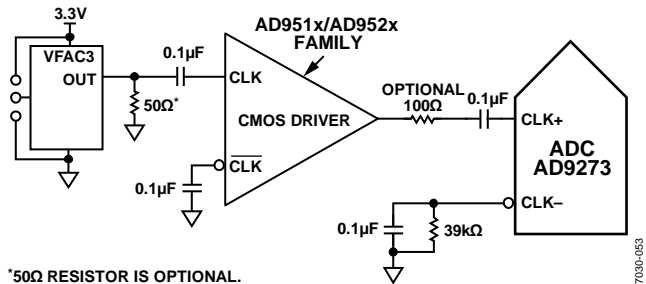 3.3V
VFAC3
OUT
50Ω*
0.1µF
AD951x/AD952x
FAMILY
CLK
CMOS DRIVER
CLK
0.1µF
OPTIONAL
100Ω
0.1µF
CLK+
ADC
AD9273
CLK–
0.1µF
39kΩ
*50Ω RESISTOR IS OPTIONAL.
7030-053